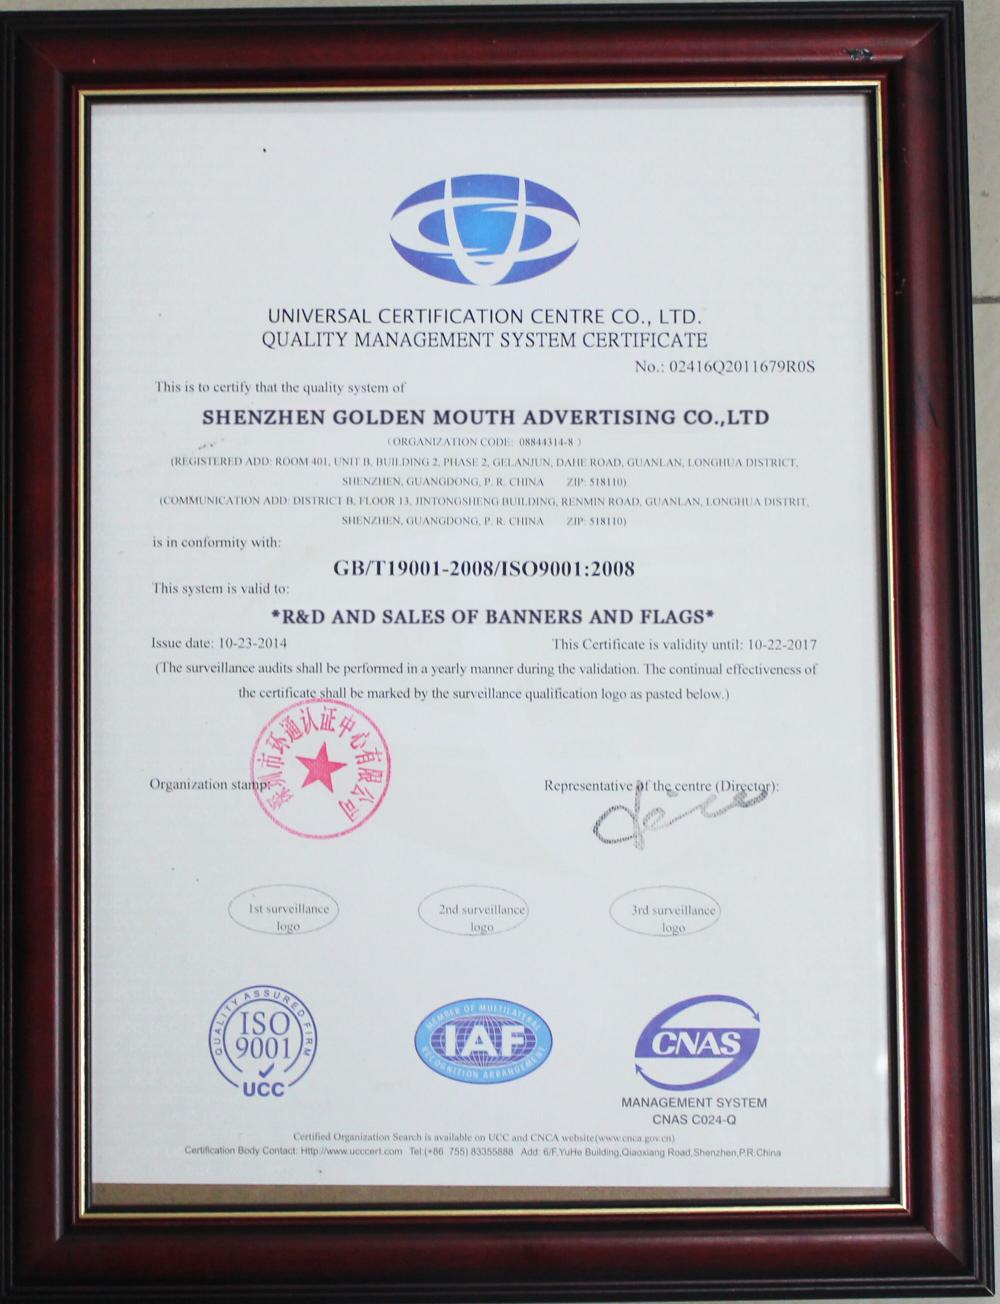 UNIVERSAL CERTIFICATION CENTRE CO., LTD.
QUALITY MANAGEMENT SYSTEM CERTIFICATE
No.: 02416Q2011679R0S
This is to certify that the quality system of
SHENZHEN GOLDEN MOUTH ADVERTISING CO.,LTD
(ORGANIZATION CODE: 08844314-8 )
(REGISTERED ADD: ROOM 401, UNIT B, BUILDING 2, PHASE 2, GELANJUN, DAHE ROAD, GUANLAN, LONGHUA DISTRICT,
SHENZHEN, GUANGDONG, P. R. CHINA ZIP: 518110)
(COMMUNICATION ADD: DISTRICT B, FLOOR 13, JINTONGSHENG BUILDING, RENMIN ROAD, GUANLAN, LONGHUA DISTRIT,
SHENZHEN, GUANGDONG, P. R. CHINA ZIP: 518110)
is in conformity with:
GB/T19001-2008/ISO9001:2008
This system is valid to:
*R&D AND SALES OF BANNERS AND FLAGS*
Issue date: 10-23-2014 This Certificate is validity until: 10-22-2017
(The surveillance audits shall be performed in a yearly manner during the validation. The continual effectiveness of
the certificate shall be marked by the surveillance qualification logo as pasted below.)
深圳市环通认证中心有限公司
Organization stamp: Representative of the centre (Director):
1st surveillance
logo
2nd surveillance
logo
3rd surveillance
logo
QUALITY ASSURED FIRM
ISO
9001
UCC
MEMBER OF MULTILATERAL
IAF
RECOGNITION ARRANGEMENT
CNAS
MANAGEMENT SYSTEM
CNAS C024-Q
Certified Organization Search is available on UCC and CNCA website(www.cnca.gov.cn)
Certification Body Contact: Http://www.ucccert.com Tel:(+86 755) 83355888 Add: 6/F,YuHe Building,Qiaoxiang Road,Shenzhen,P.R.China